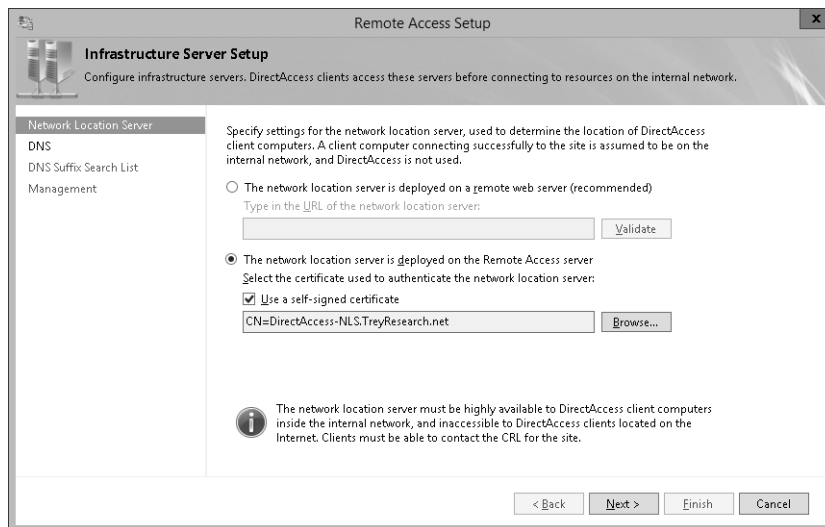 Remote Access Setup
x
Infrastructure Server Setup
Configure infrastructure servers. DirectAccess clients access these servers before connecting to resources on the internal network.
Network Location Server
DNS
DNS Suffix Search List
Management
Specify settings for the network location server, used to determine the location of DirectAccess
client computers. A client computer connecting successfully to the site is assumed to be on the
internal network, and DirectAccess is not used.
The network location server is deployed on a remote web server (recommended)
Type in the URL of the network location server:
Validate
The network location server is deployed on the Remote Access server
Select the certificate used to authenticate the network location server:
Use a self-signed certificate
CN=DirectAccess-NLS.TreyResearch.net
Browse...
The network location server must be highly available to DirectAccess client computers
inside the internal network, and inaccessible to DirectAccess clients located on the
Internet. Clients must be able to contact the CRL for the site.
< Back
Next >
Finish
Cancel